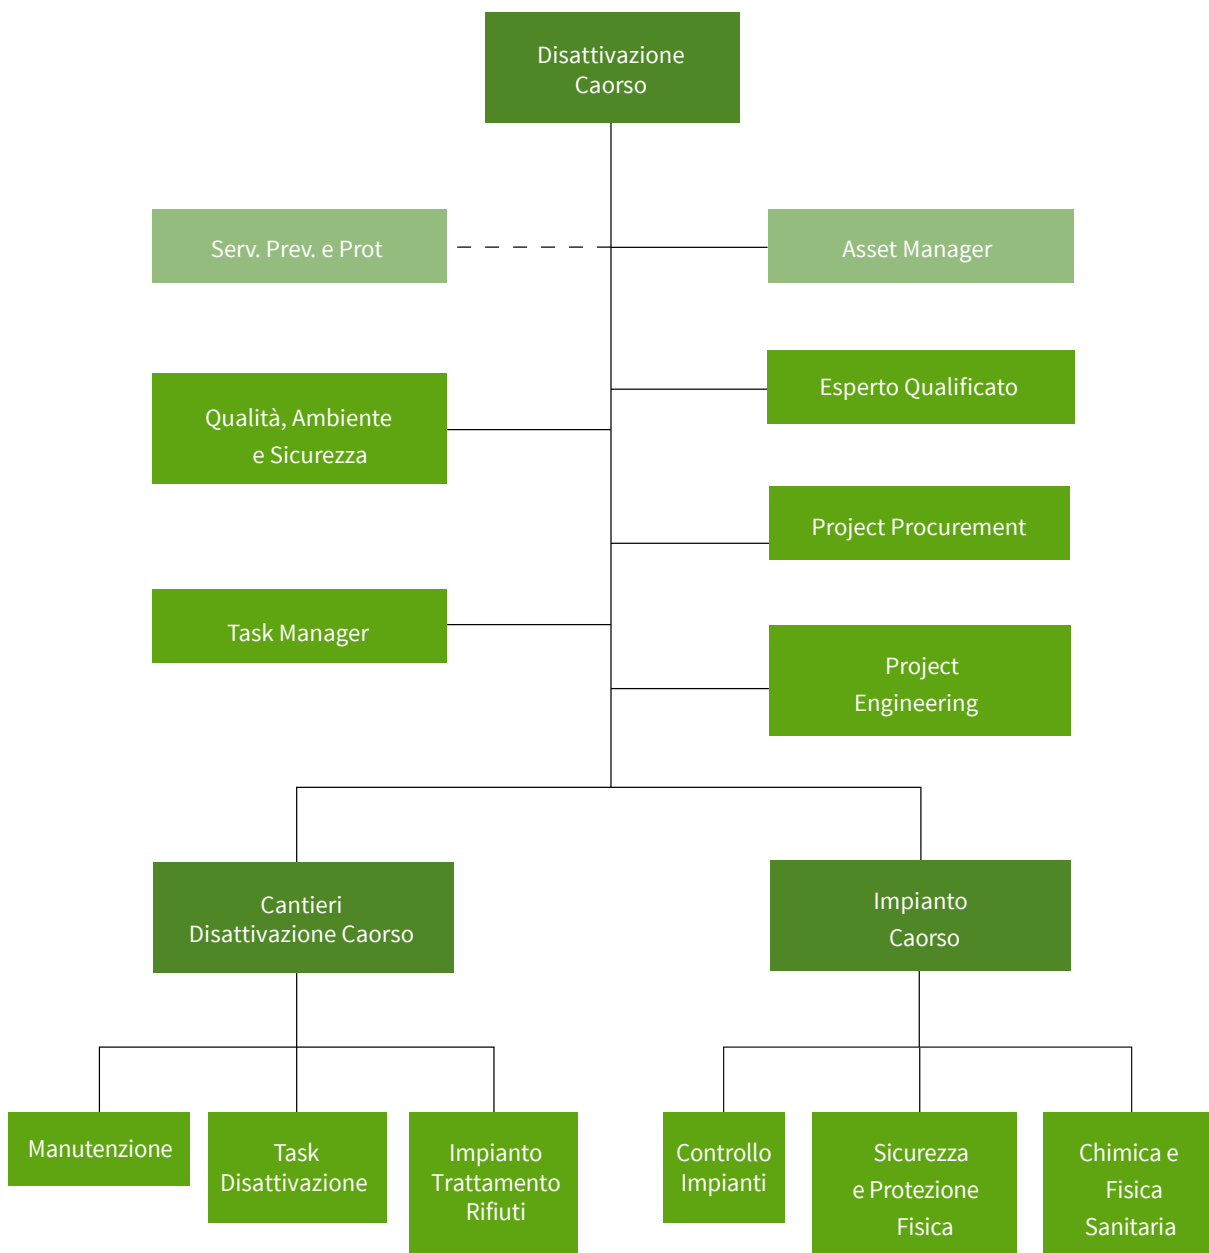 Disattivazione
Caorso
Serv. Prev. e Prot
Asset Manager
Esperto Qualificato
Qualità, Ambiente
e Sicurezza
Project Procurement
Task Manager
Project
Engineering
Cantieri
Disattivazione Caorso
Impianto
Caorso
Manutenzione
Task
Disattivazione
Impianto
Trattamento
Rifiuti
Controllo
Impianti
Sicurezza
e Protezione
Fisica
Chimica e
Fisica
Sanitaria